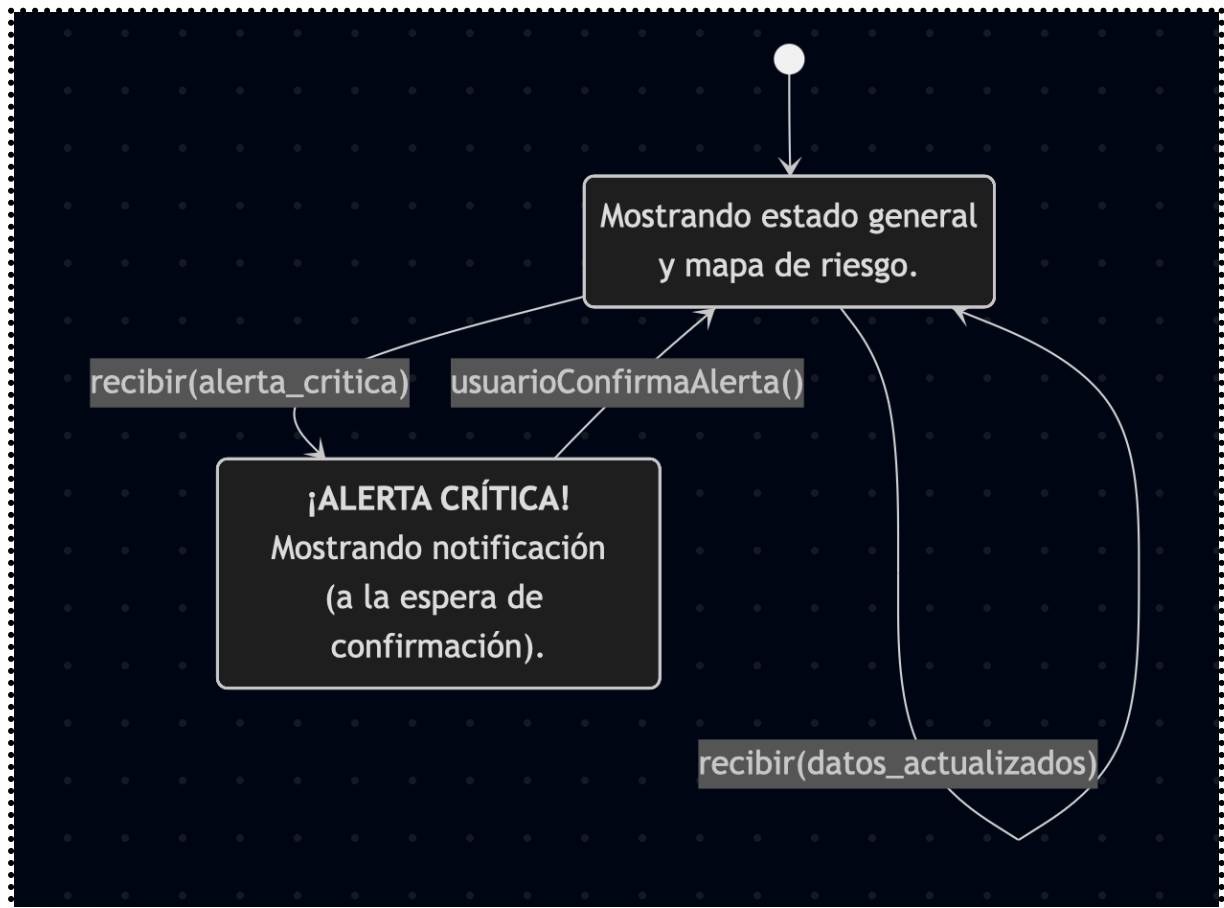 Mostrando estado general
y mapa de riesgo.
recibir(alerta_critica)
usuarioConfirmaAlerta()
¡ALERTA CRÍTICA!
Mostrando notificación
(a la espera de
confirmación).
recibir(datos_actualizados)